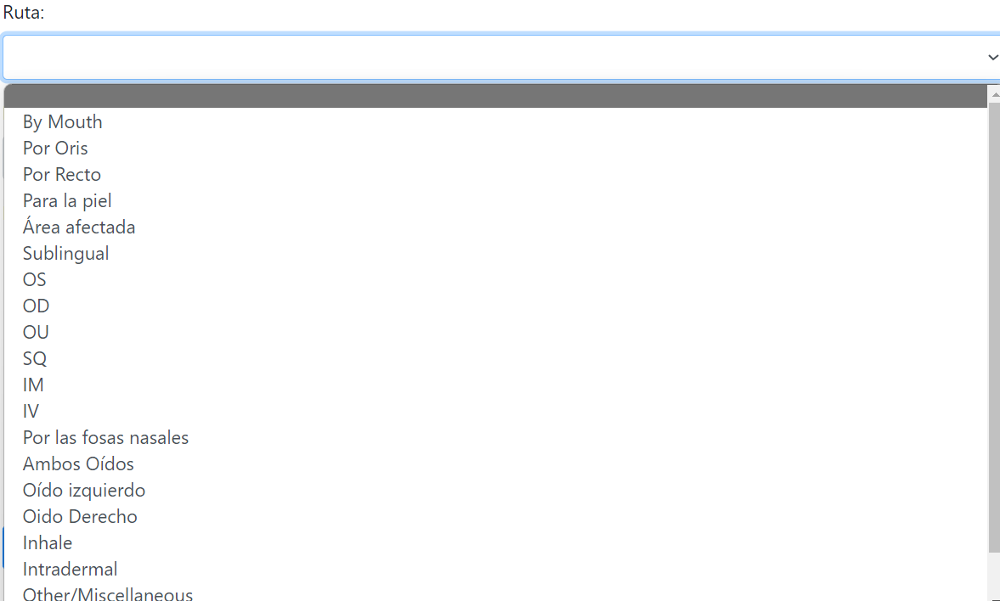 Ruta:
By Mouth
Por Oris
Por Recto
Para la piel
Área afectada
Sublingual
OS
OD
OU
SQ
IM
IV
Por las fosas nasales
Ambos Oídos
Oído izquierdo
Oido Derecho
Inhale
Intradermal
Other/Miscellaneous